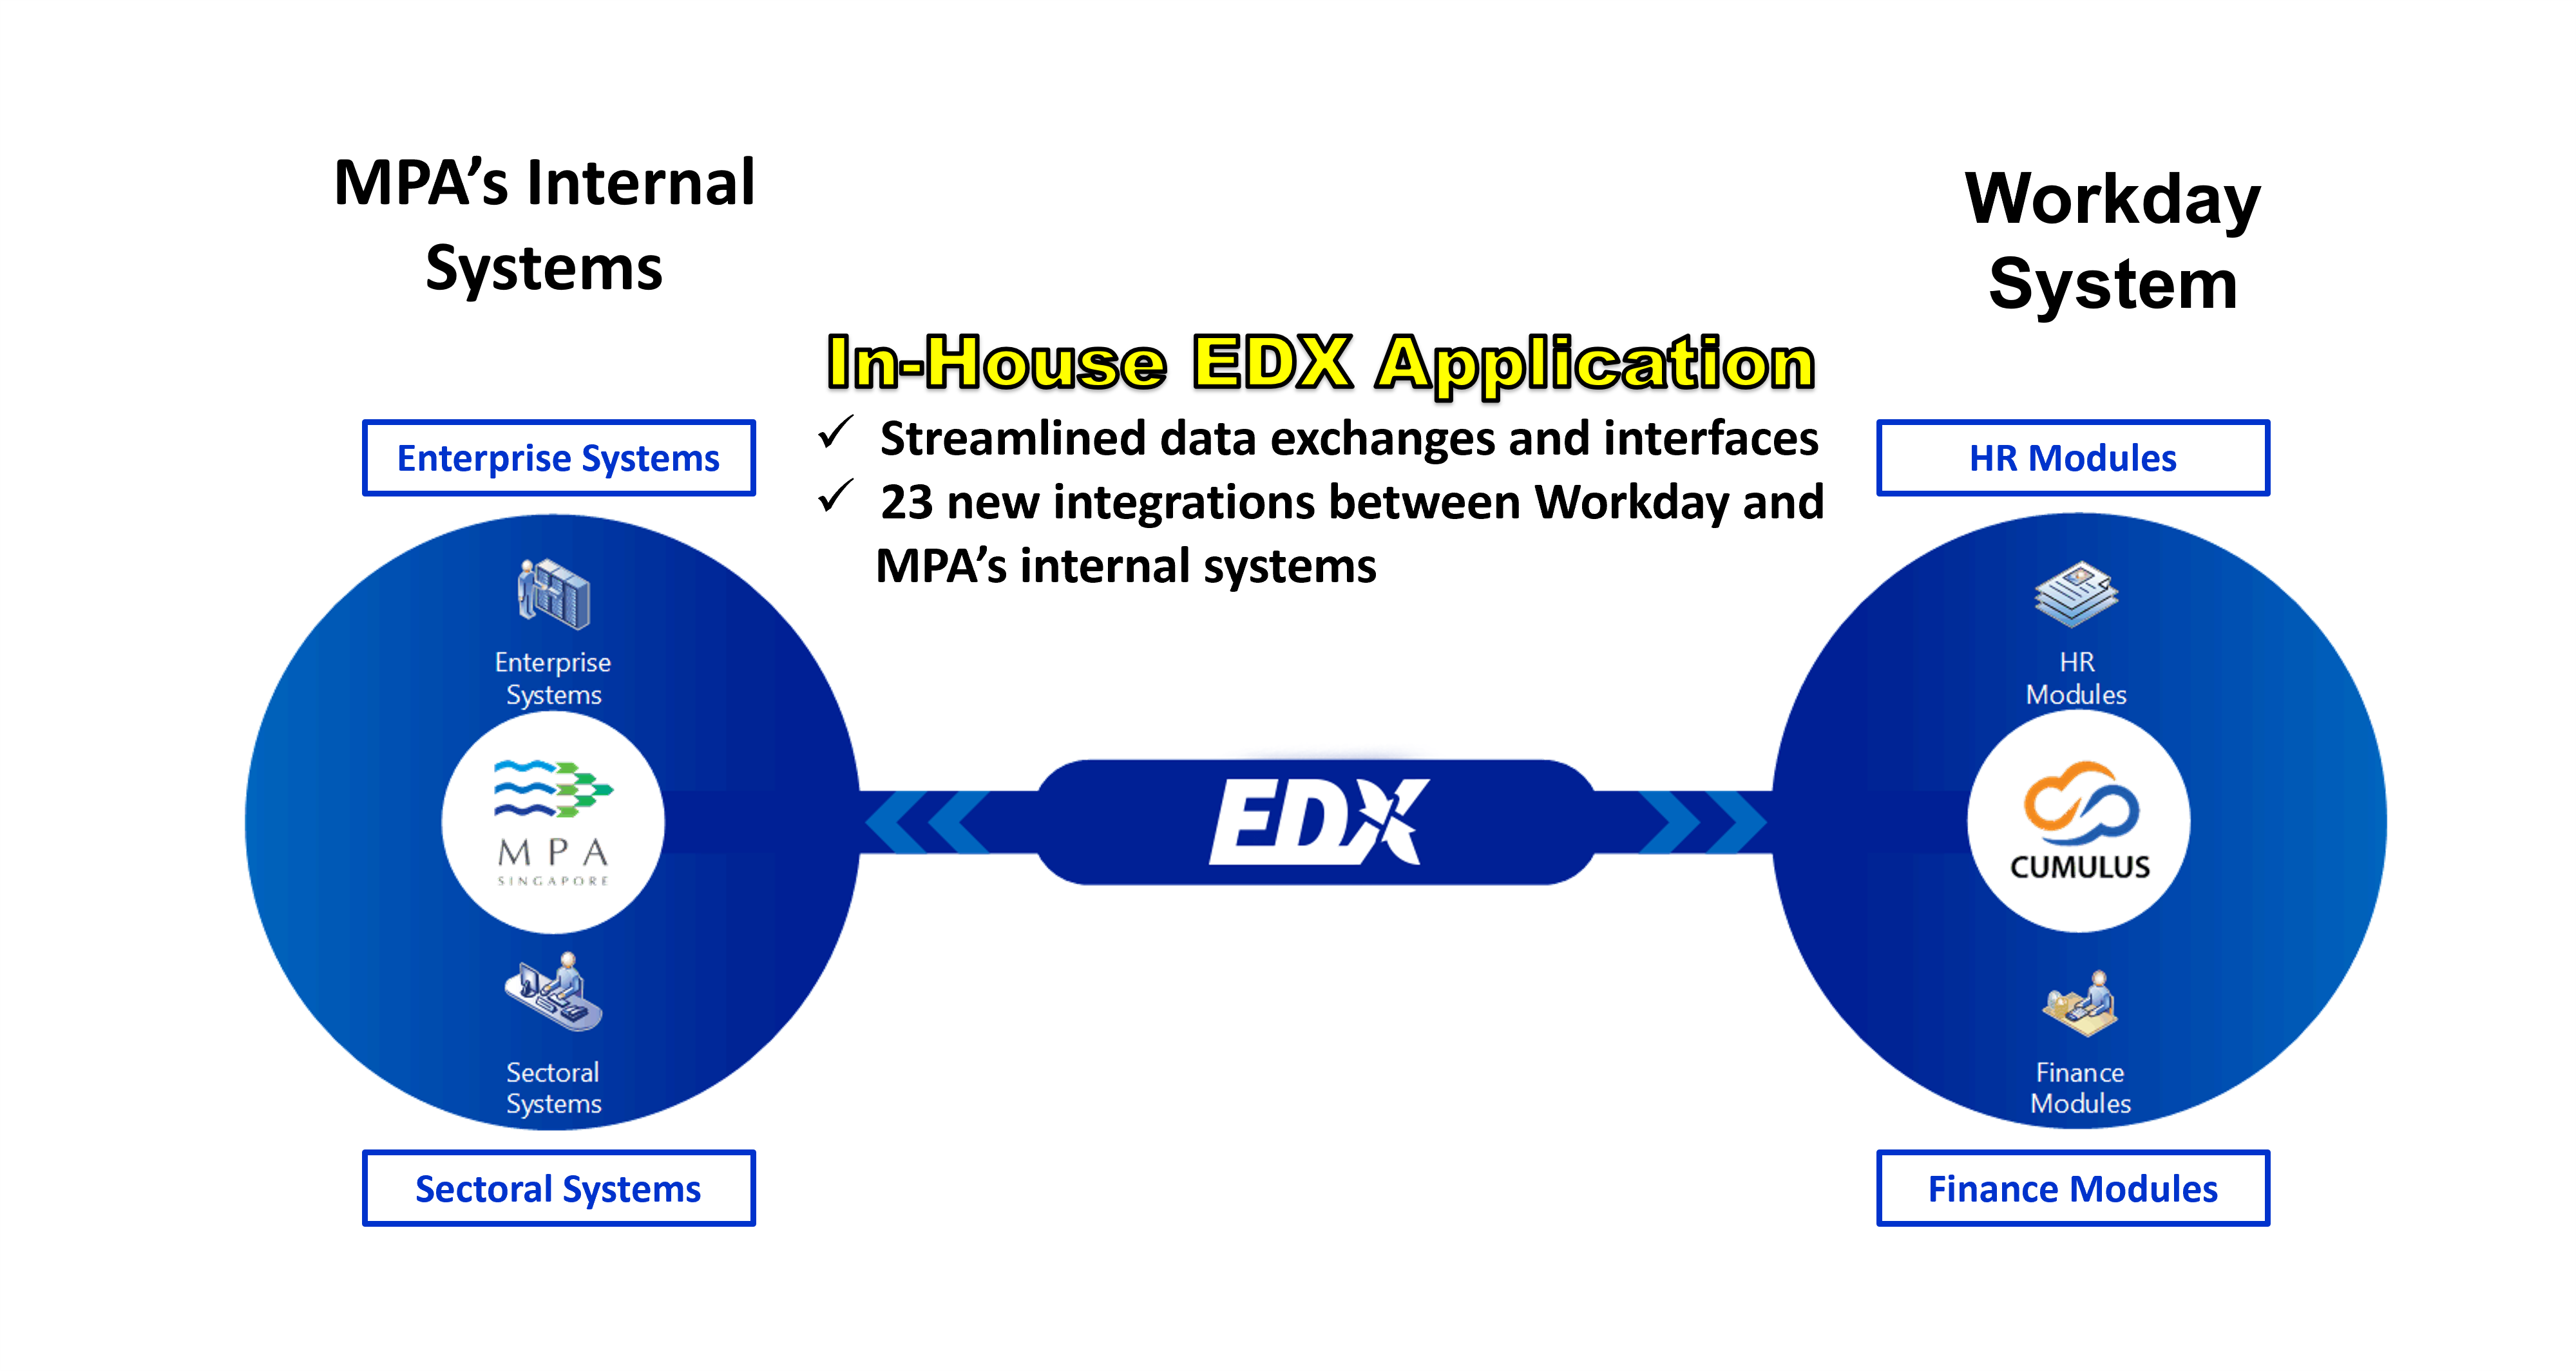 MPA’s Internal
Systems
Workday
System
In-House EDX Application
✓ Streamlined data exchanges and interfaces
✓ 23 new integrations between Workday and
MPA’s internal systems
Enterprise Systems
Enterprise
Systems
MPA
SINGAPORE
Sectoral
Systems
Sectoral Systems
EDX
HR Modules
HR
Modules
CUMULUS
Finance
Modules
Finance Modules